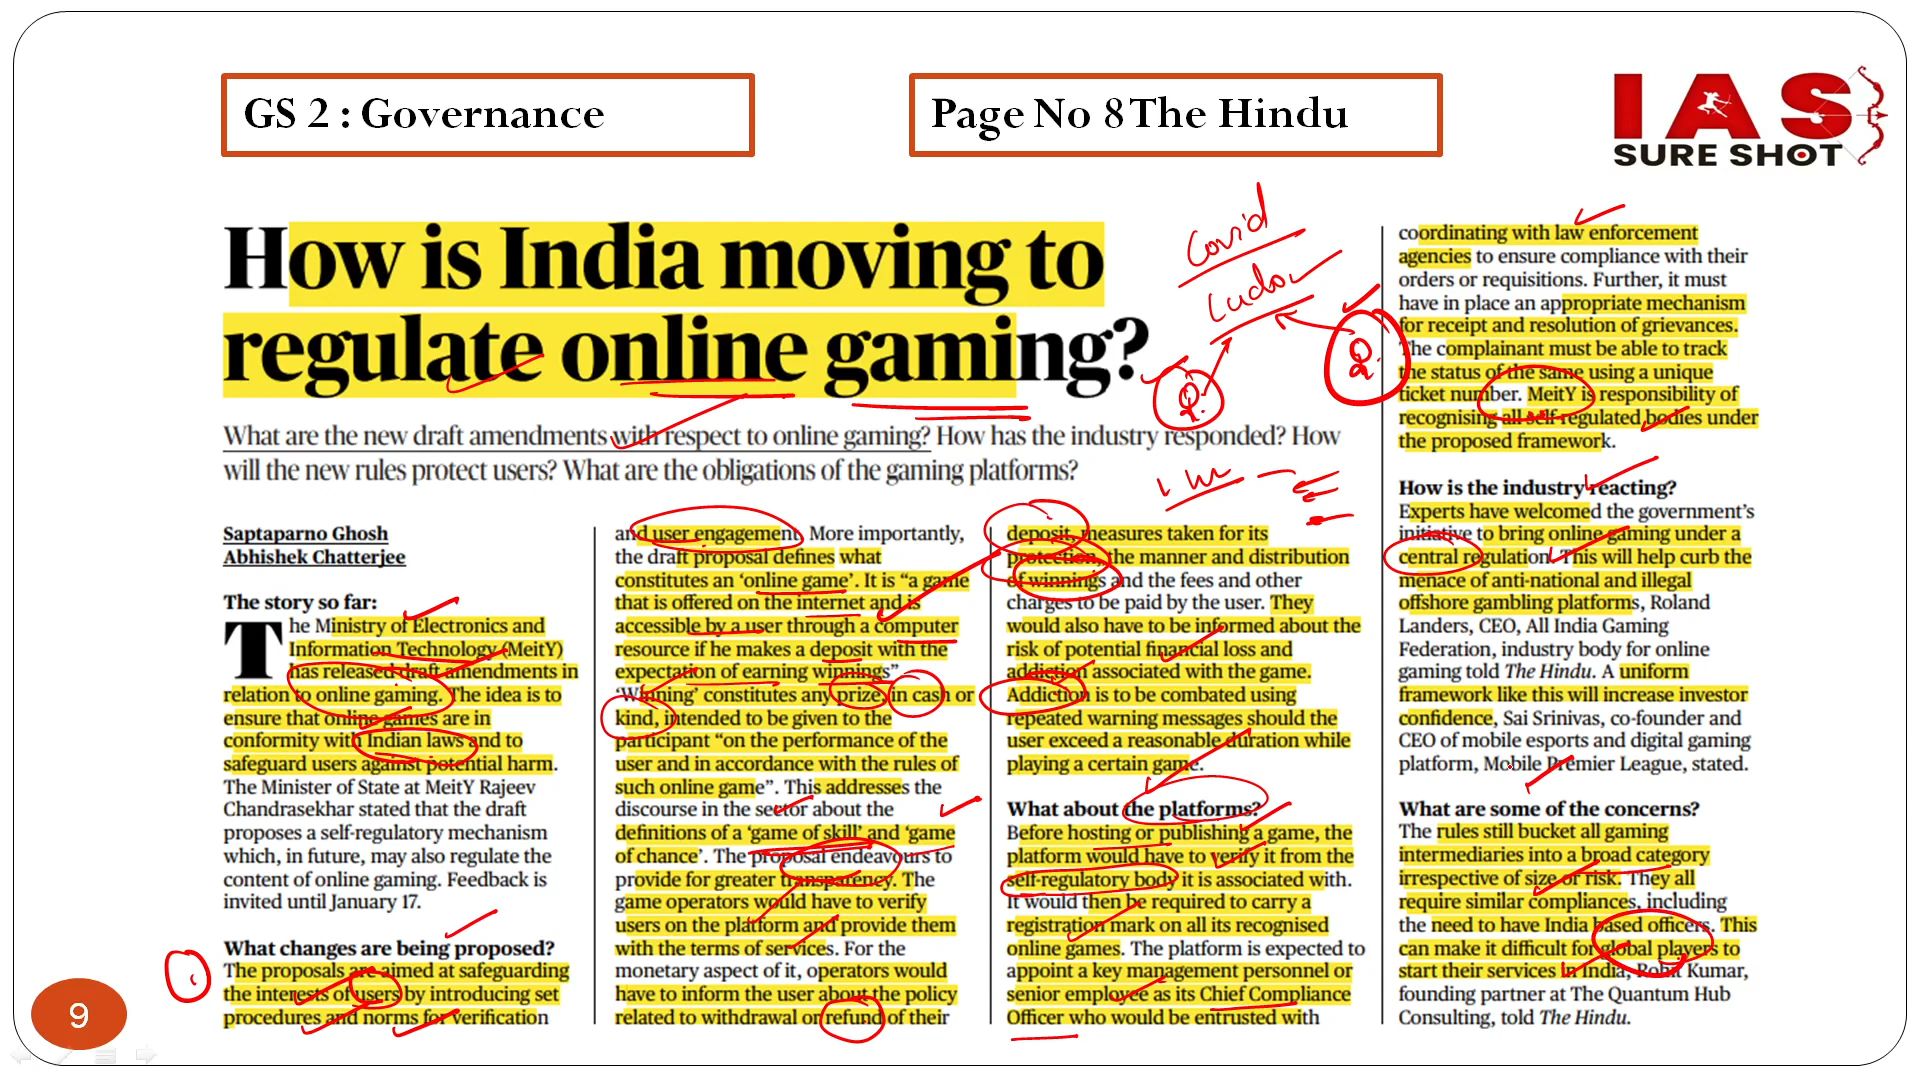 GS 2 : Governance
Page No 8 The Hindu
IAS
SURE SHOT
How is India moving to
regulate online gaming?
What are the new draft amendments with respect to online gaming? How has the industry responded? How
will the new rules protect users? What are the obligations of the gaming platforms?
Covid
Ludo
Saptaparno Ghosh
Abhishek Chatterjee
The story so far:
The Ministry of Electronics and
Information Technology (MeitY)
has released draft amendments in
relation to online gaming. The idea is to
ensure that online games are in
conformity with Indian laws and to
safeguard users against potential harm.
The Minister of State at MeitY Rajeev
Chandrasekhar stated that the draft
proposes a self-regulatory mechanism
which, in future, may also regulate the
content of online gaming. Feedback is
invited until January 17.
What changes are being proposed?
The proposals are aimed at safeguarding
the interests of users by introducing set
procedures and norms for verification
and user engagement. More importantly,
the draft proposal defines what
constitutes an ‘online game’. It is “a game
that is offered on the internet and is
accessible by a user through a computer
resource if he makes a deposit with the
expectation of earning winnings”
‘Winning’ constitutes any prize, in cash or
kind, intended to be given to the
participant “on the performance of the
user and in accordance with the rules of
such online game”. This addresses the
discourse in the sector about the
definitions of a ‘game of skill’ and ‘game
of chance’. The proposal endeavours to
provide for greater transparency. The
game operators would have to verify
users on the platform and provide them
with the terms of services. For the
monetary aspect of it, operators would
have to inform the user about the policy
related to withdrawal or refund of their
deposit, measures taken for its
protection, the manner and distribution
of winnings and the fees and other
charges to be paid by the user. They
would also have to be informed about the
risk of potential financial loss and
addiction associated with the game.
Addiction is to be combated using
repeated warning messages should the
user exceed a reasonable duration while
playing a certain game.
What about the platforms?
Before hosting or publishing a game, the
platform would have to verify it from the
self-regulatory body it is associated with.
It would then be required to carry a
registration mark on all its recognised
online games. The platform is expected to
appoint a key management personnel or
senior employee as its Chief Compliance
Officer who would be entrusted with
coordinating with law enforcement
agencies to ensure compliance with their
orders or requisitions. Further, it must
have in place an appropriate mechanism
for receipt and resolution of grievances.
The complainant must be able to track
the status of the same using a unique
ticket number. MeitY is responsibility of
recognising all self-regulated bodies under
the proposed framework.
How is the industry reacting?
Experts have welcomed the government’s
initiative to bring online gaming under a
central regulation. This will help curb the
menace of anti-national and illegal
offshore gambling platforms, Roland
Landers, CEO, All India Gaming
Federation, industry body for online
gaming told The Hindu. A uniform
framework like this will increase investor
confidence, Sai Srinivas, co-founder and
CEO of mobile esports and digital gaming
platform, Mobile Premier League, stated.
What are some of the concerns?
The rules still bucket all gaming
intermediaries into a broad category
irrespective of size or risk. They all
require similar compliances, including
the need to have India based officers. This
can make it difficult for global players to
start their services in India, Rohit Kumar,
founding partner at The Quantum Hub
Consulting, told The Hindu.
9